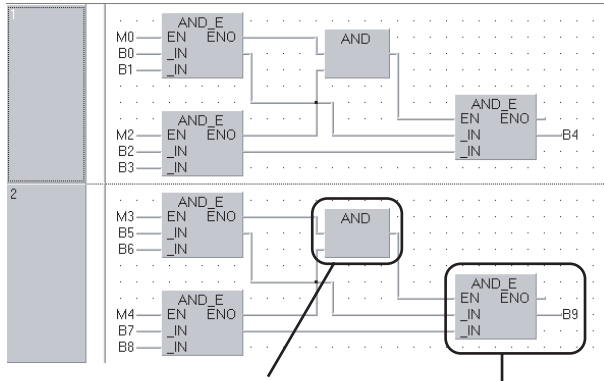 1
AND_E
M0 EN ENO
B0 _IN
B1 _IN
AND
AND_E
M2 EN ENO
B2 _IN
B3 _IN
AND_E
EN ENO
_IN B4
_IN
2
AND_E
M3 EN ENO
B5 _IN
B6 _IN
AND
AND_E
M4 EN ENO
B7 _IN
B8 _IN
AND_E
EN ENO
_IN B9
_IN